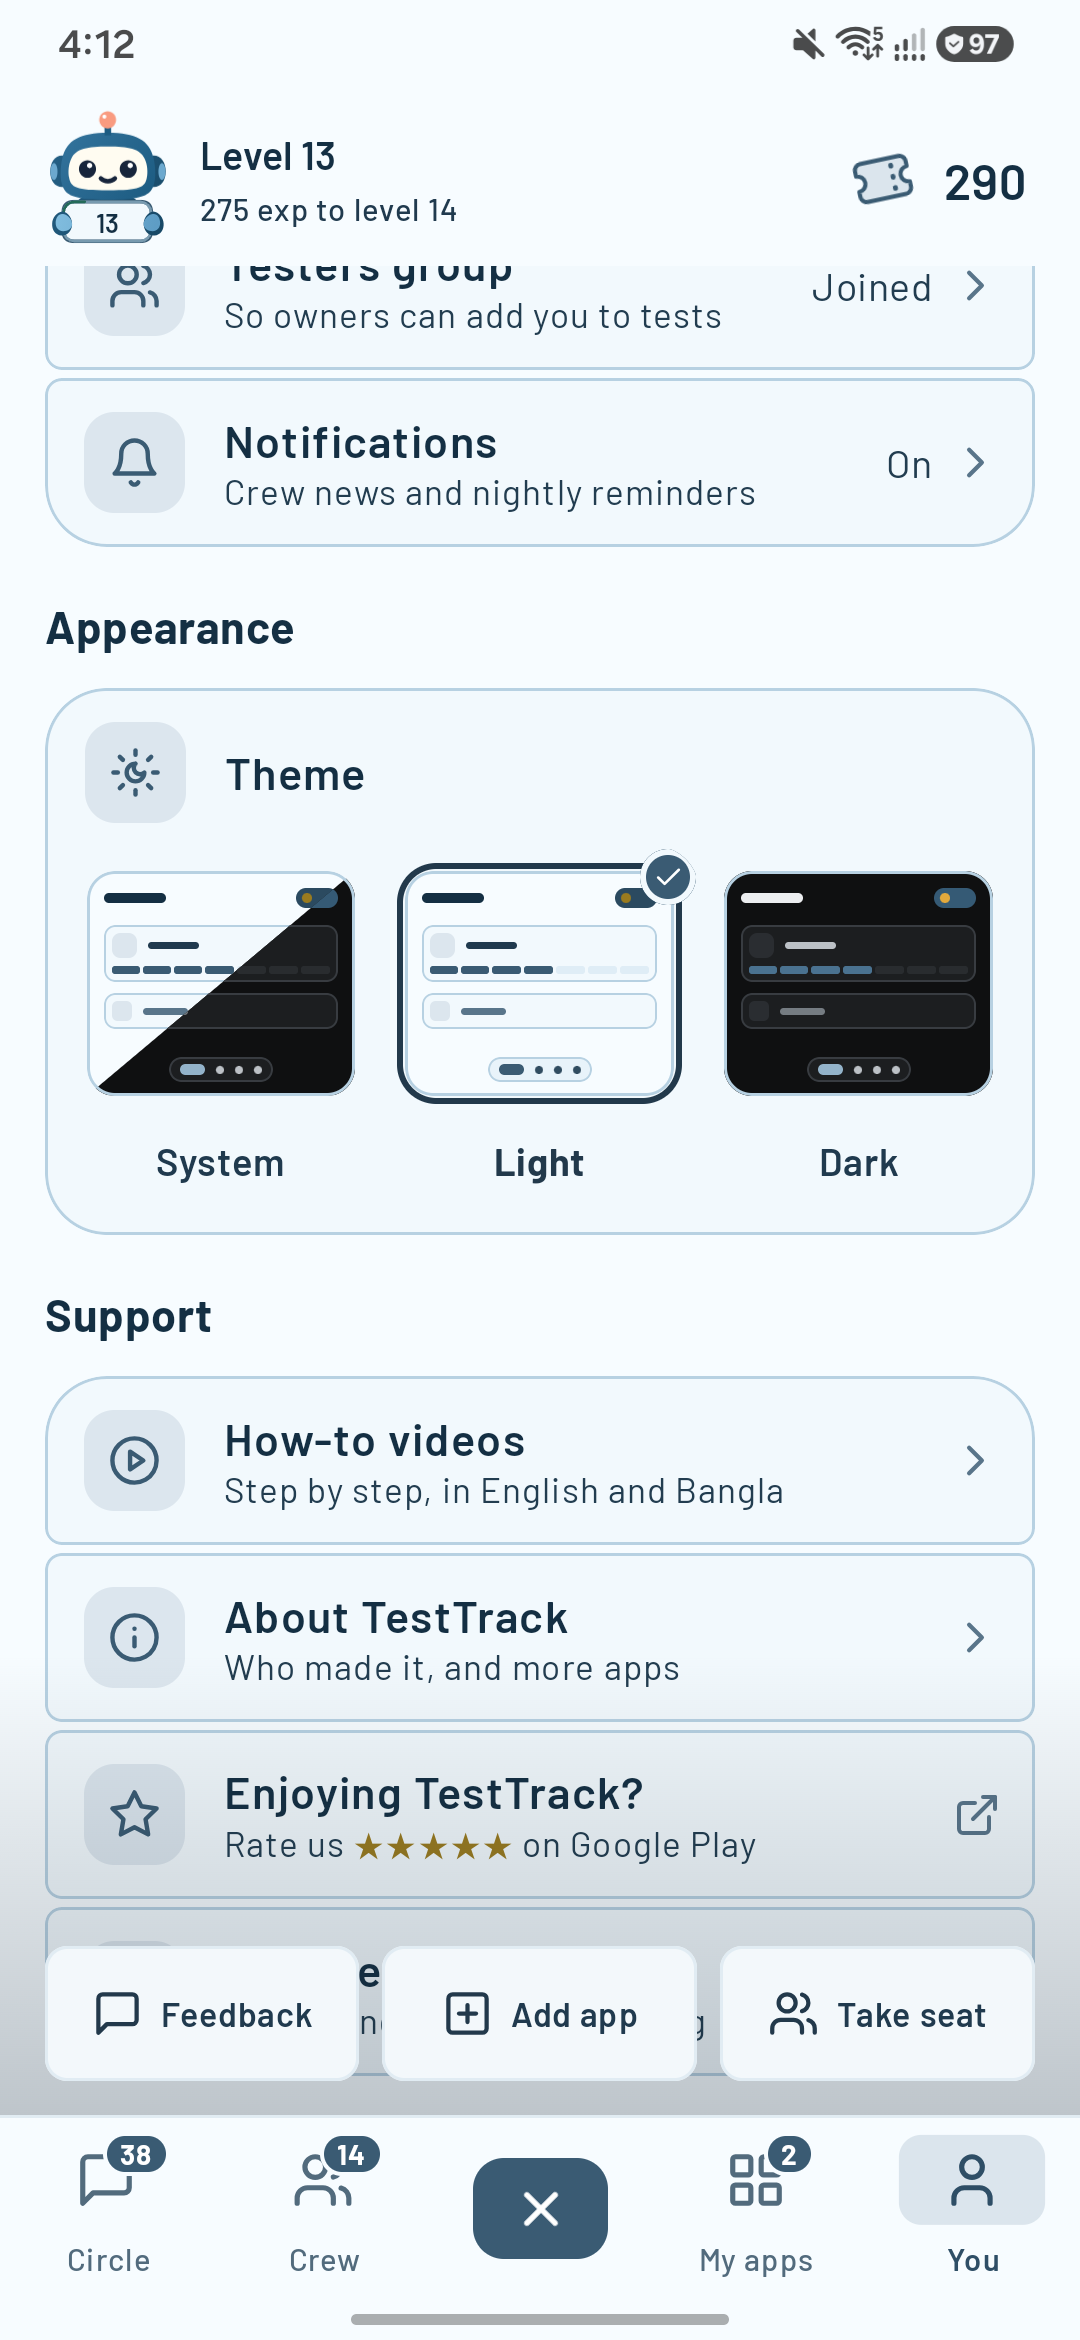 4:12
5
97
Level 13
275 exp to level 14
13
290
Testers group
So owners can add you to tests
Joined
Notifications
Crew news and nightly reminders
On
Appearance
Theme
System
Light
Dark
Support
How-to videos
Step by step, in English and Bangla
About TestTrack
Who made it, and more apps
Enjoying TestTrack?
Rate us ★★★★★ on Google Play
Feedback
Add app
Take seat
38
14
2
Circle
Crew
My apps
You